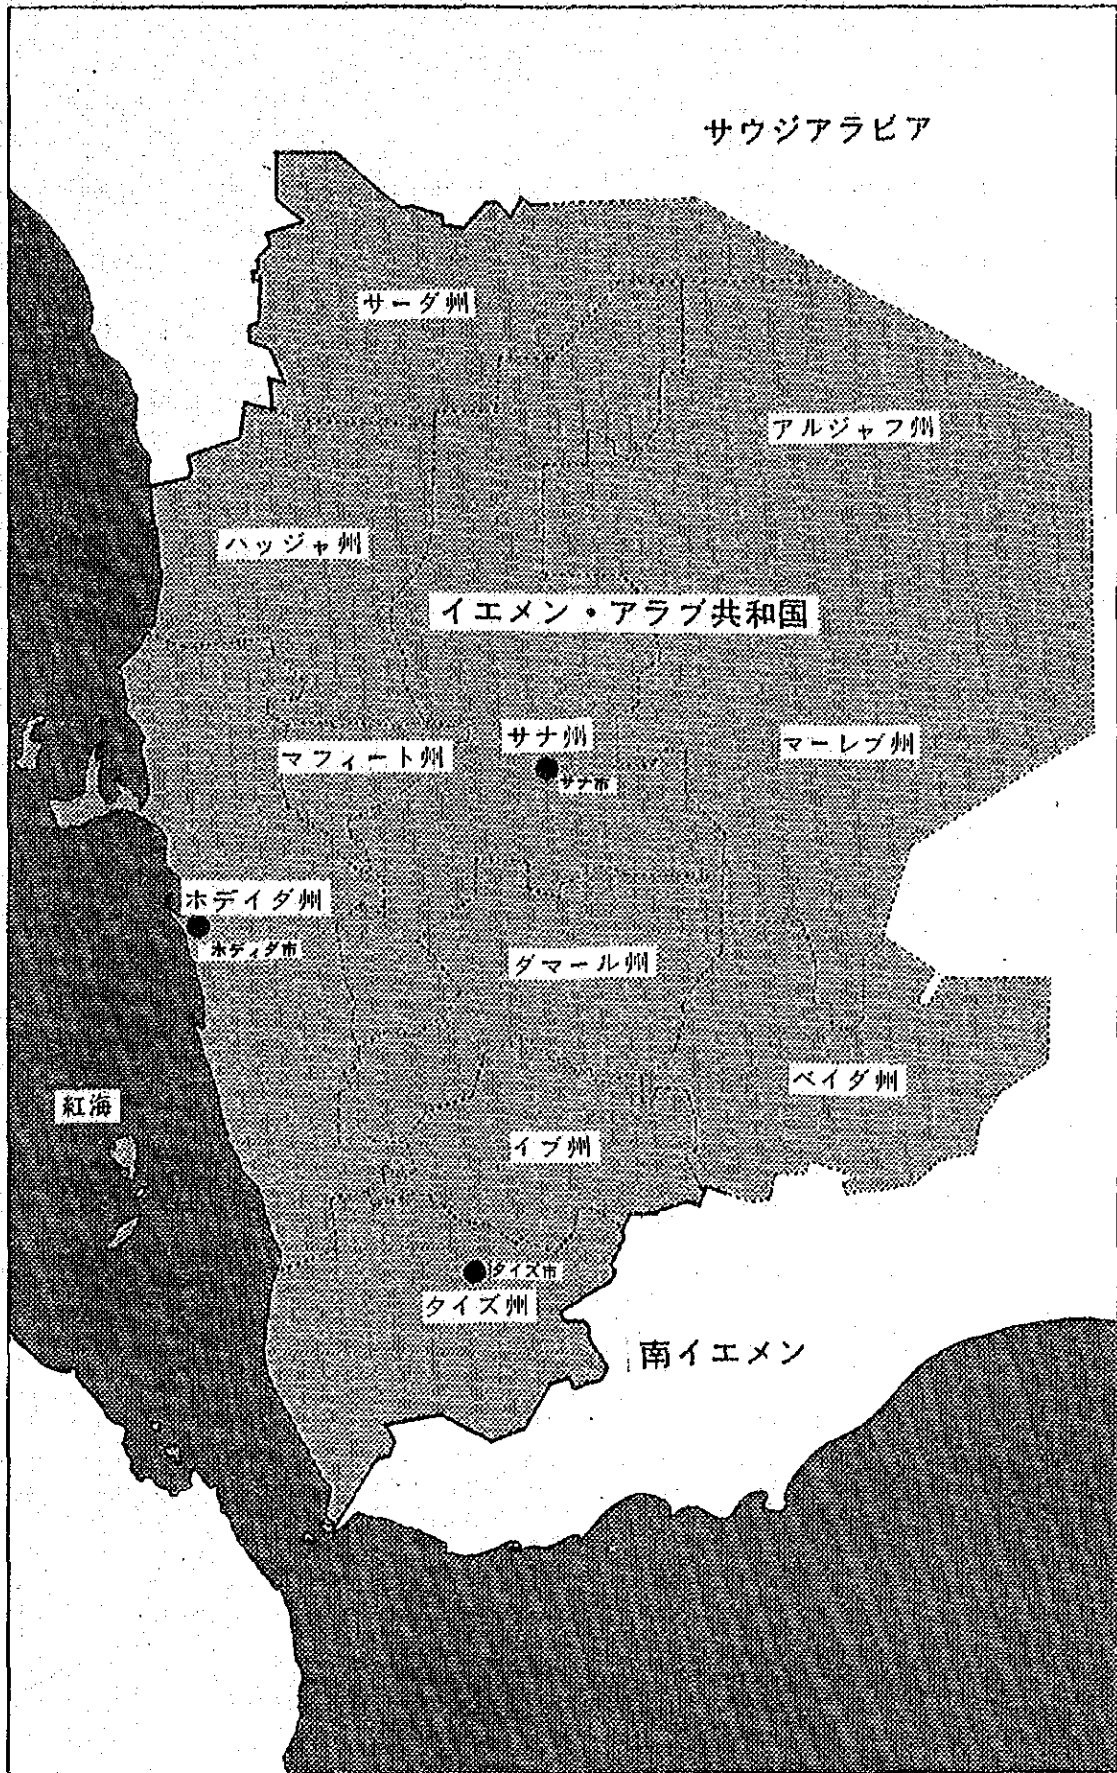 サウジアラビア
サーダ州
アルジャフ州
ハッジャ州
イエメン・アラブ共和国
サナ州
マーレブ州
マフィート州
サナ市
ホデイダ州
ホディダ市
ダマール州
ベイダ州
紅海
イブ州
タイズ市
タイズ州
南イエメン